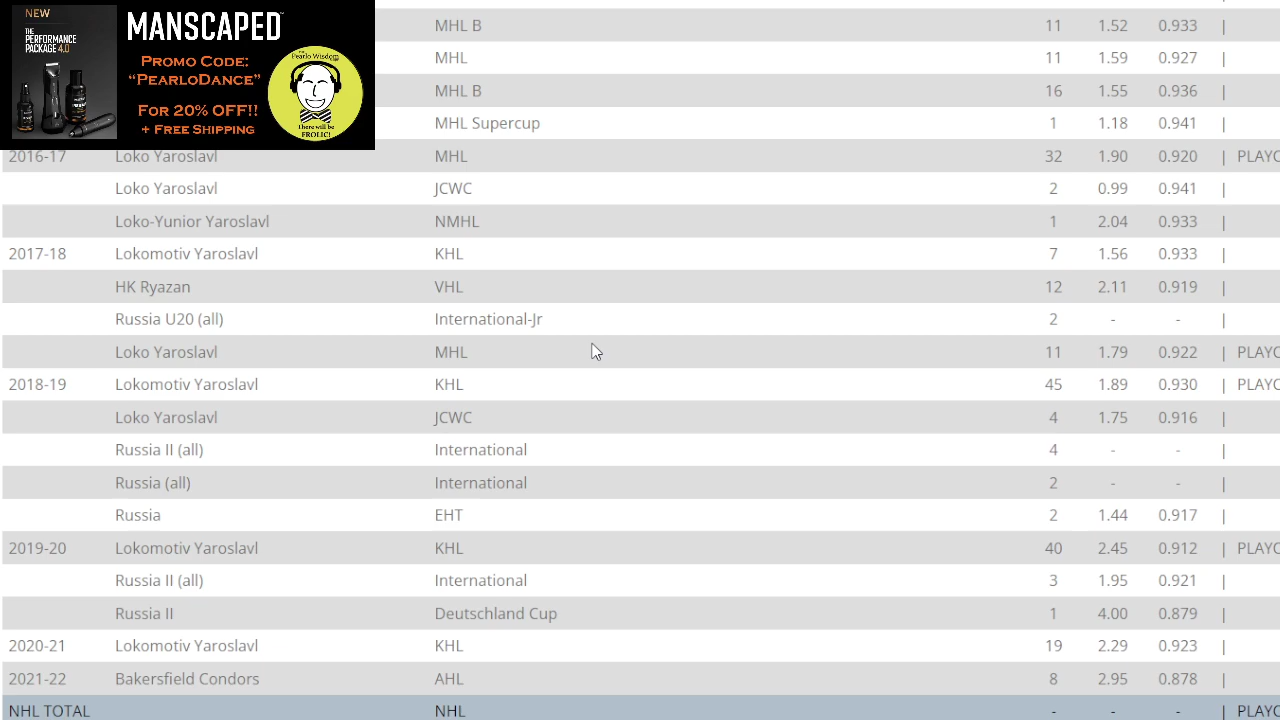 NEW
THE
PERFORMANCE
PACKAGE 4.0
MANSCAPED™
PROMO CODE:
"PEARLODANCE"
FOR 20% OFF!!
+ FREE SHIPPING
Pearlo Wisdom
There will be
FROLIC!
MHL B 11 1.52 0.933 |
MHL 11 1.59 0.927 |
MHL B 16 1.55 0.936 |
MHL Supercup 1 1.18 0.941 |
2016-17 Loko Yaroslavl MHL 32 1.90 0.920 | PLAYO
Loko Yaroslavl JCWC 2 0.99 0.941 |
Loko-Yunior Yaroslavl NMHL 1 2.04 0.933 |
2017-18 Lokomotiv Yaroslavl KHL 7 1.56 0.933 |
HK Ryazan VHL 12 2.11 0.919 |
Russia U20 (all) International-Jr 2 - - |
Loko Yaroslavl MHL 11 1.79 0.922 | PLAYO
2018-19 Lokomotiv Yaroslavl KHL 45 1.89 0.930 | PLAYO
Loko Yaroslavl JCWC 4 1.75 0.916 |
Russia II (all) International 4 - - |
Russia (all) International 2 - - |
Russia EHT 2 1.44 0.917 |
2019-20 Lokomotiv Yaroslavl KHL 40 2.45 0.912 | PLAYO
Russia II (all) International 3 1.95 0.921 |
Russia II Deutschland Cup 1 4.00 0.879 |
2020-21 Lokomotiv Yaroslavl KHL 19 2.29 0.923 |
2021-22 Bakersfield Condors AHL 8 2.95 0.878 |
NHL TOTAL NHL - - - | PLAYO